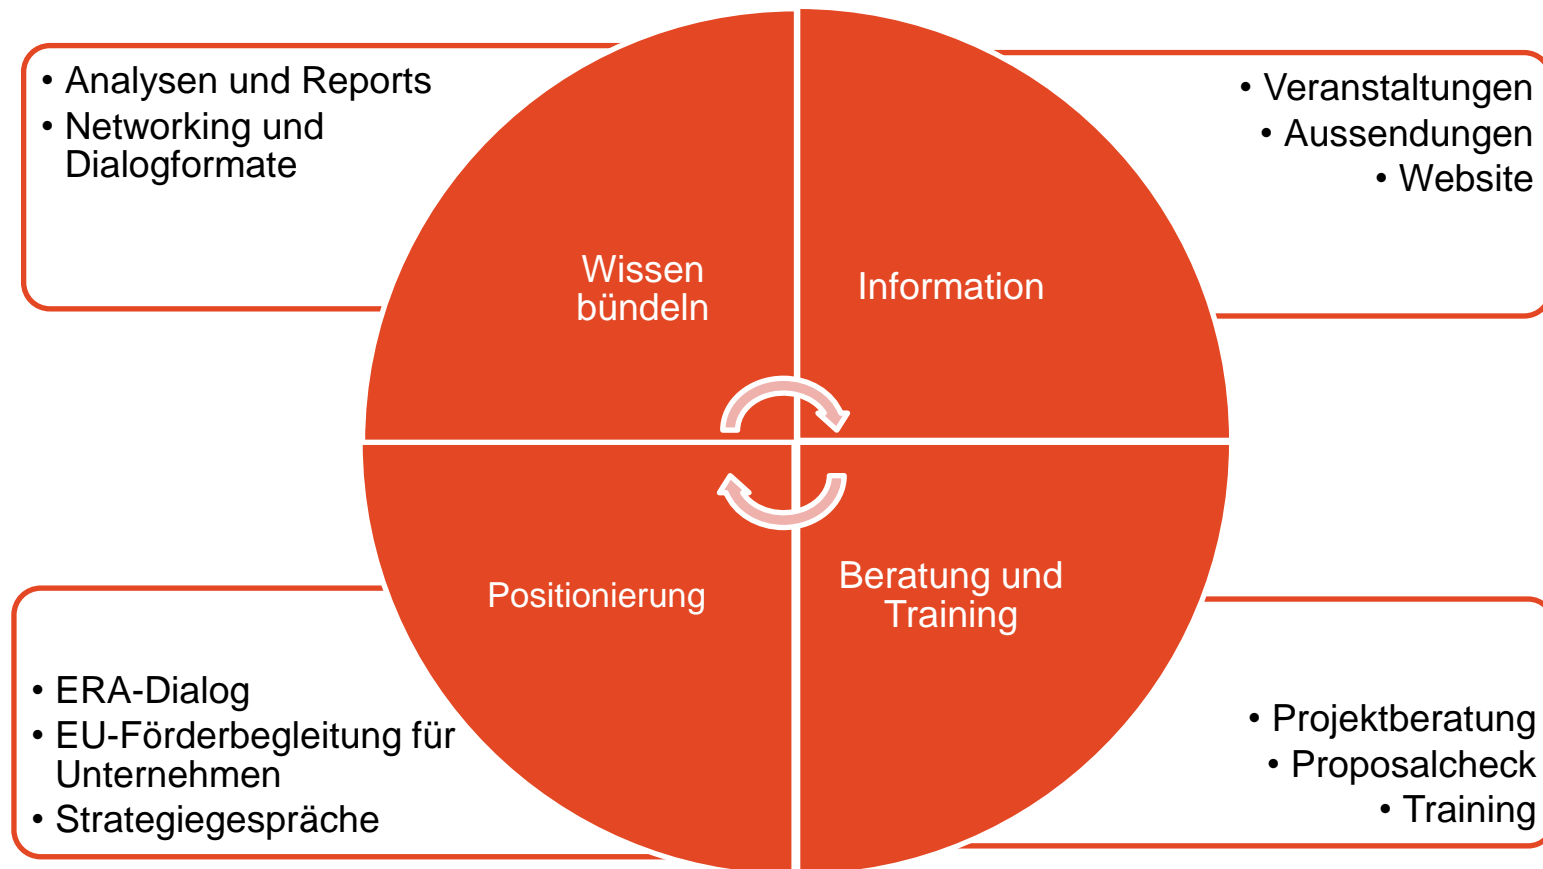 • Analysen und Reports
• Networking und
Dialogformate
• Veranstaltungen
• Aussendungen
• Website
Wissen
bündeln
Information
Positionierung
Beratung und
Training
• ERA-Dialog
• EU-Förderbegleitung für
Unternehmen
• Strategiegespräche
• Projektberatung
• Proposalcheck
• Training